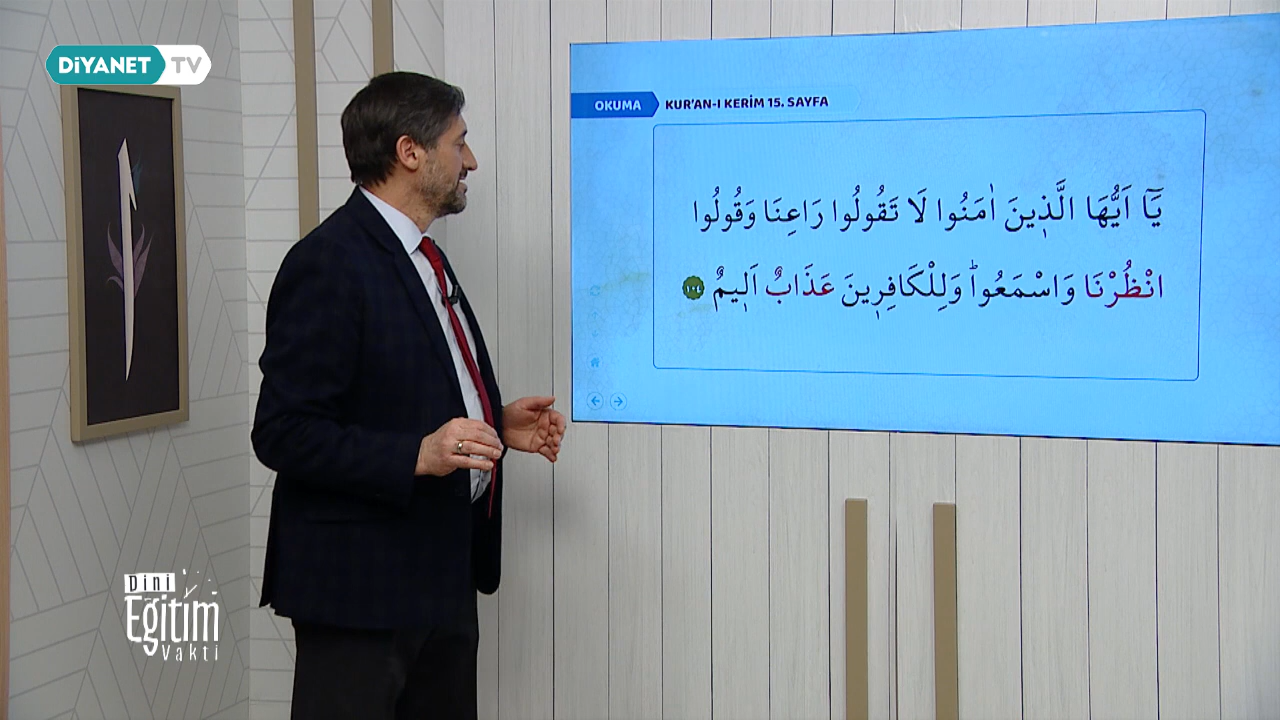 DİYANET TV
OKUMA KUR'AN-I KERİM 15. SAYFA
يَٓا اَيُّهَا الَّذ۪ينَ اٰمَنُوا لَا تَقُولُوا رَاعِنَا وَقُولُوا
انْظُرْنَا وَاسْمَعُواۜ وَلِلْكَافِر۪ينَ عَذَابٌ اَل۪يمٌ ١٠٤
Dini
Eğitim
Vakti